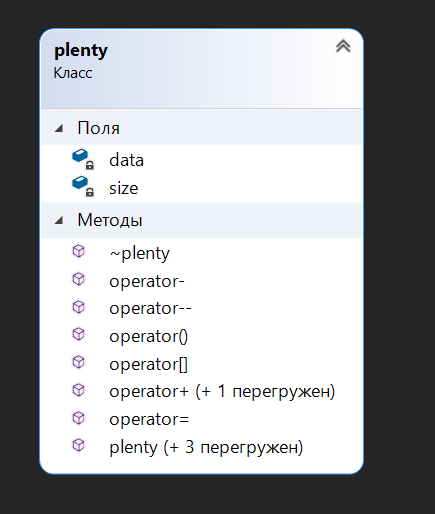 plenty
Класс
Поля
data
size
Методы
~plenty
operator-
operator--
operator()
operator[]
operator+ (+ 1 перегружен)
operator=
plenty (+ 3 перегружен)